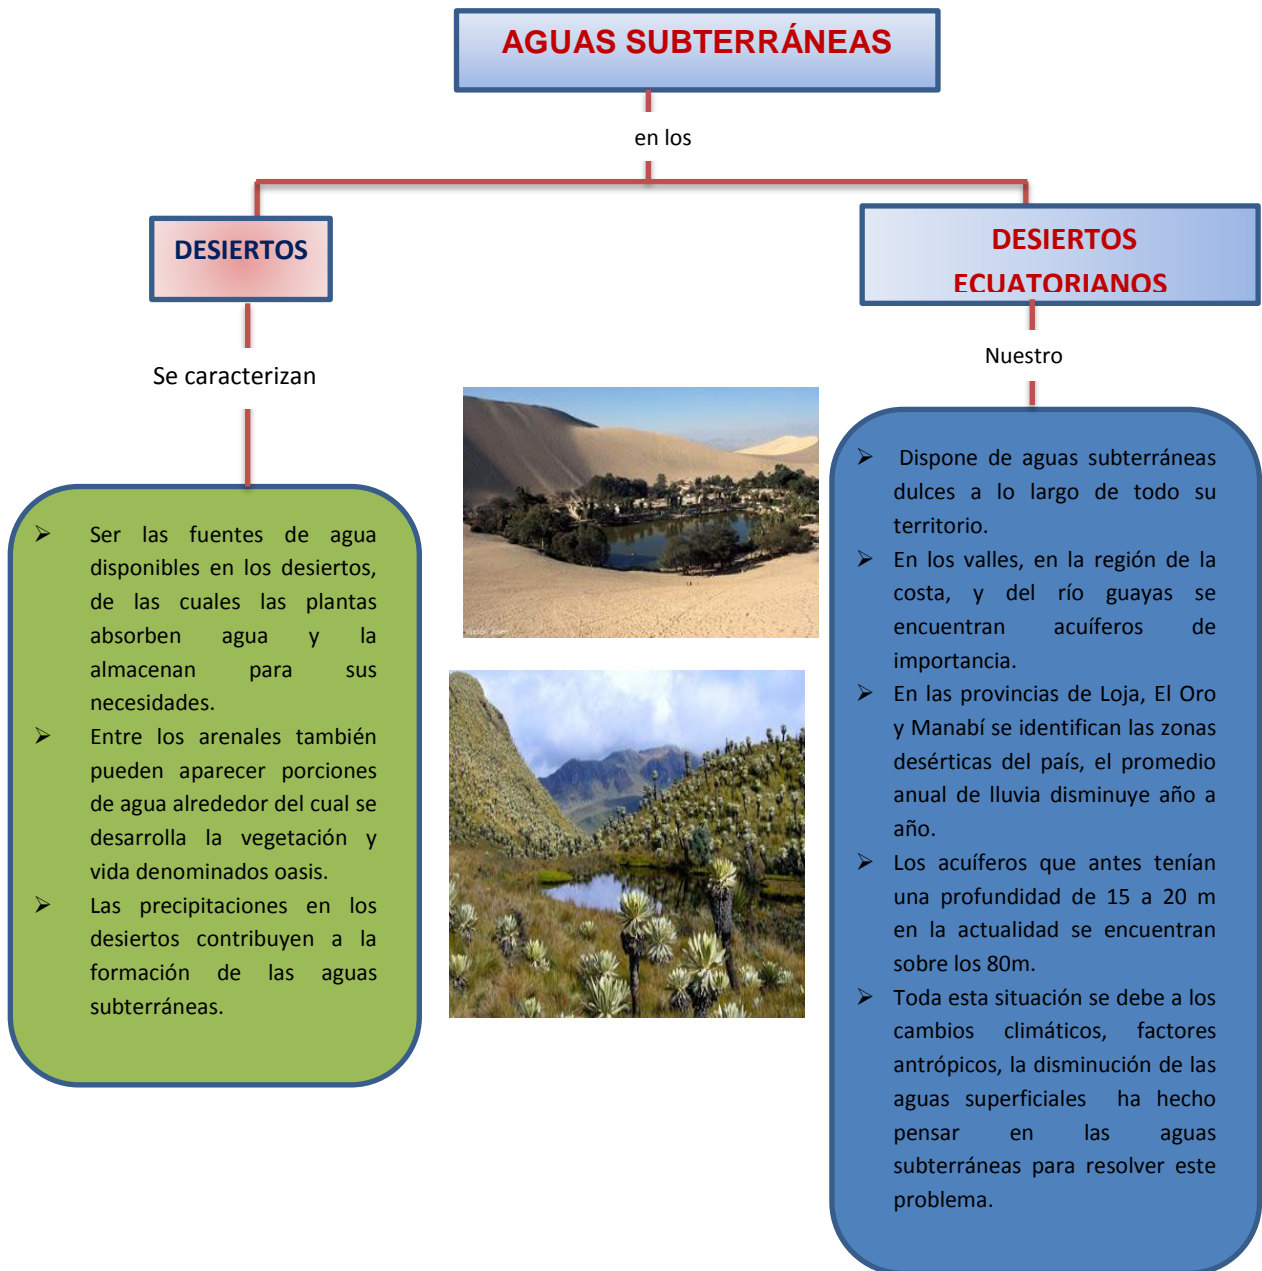 AGUAS SUBTERRÁNEAS
en los
DESIERTOS
Se caracterizan
➢ Ser las fuentes de agua
disponibles en los desiertos,
de las cuales las plantas
absorben agua y la
almacenan para sus
necesidades.
➢ Entre los arenales también
pueden aparecer porciones
de agua alrededor del cual se
desarrolla la vegetación y
vida denominados oasis.
➢ Las precipitaciones en los
desiertos contribuyen a la
formación de las aguas
subterráneas.
DESIERTOS
ECUATORIANOS
Nuestro
➢ Dispone de aguas subterráneas
dulces a lo largo de todo su
territorio.
➢ En los valles, en la región de la
costa, y del río guayas se
encuentran acuíferos de
importancia.
➢ En las provincias de Loja, El Oro
y Manabí se identifican las zonas
desérticas del país, el promedio
anual de lluvia disminuye año a
año.
➢ Los acuíferos que antes tenían
una profundidad de 15 a 20 m
en la actualidad se encuentran
sobre los 80m.
➢ Toda esta situación se debe a los
cambios climáticos, factores
antrópicos, la disminución de las
aguas superficiales ha hecho
pensar en las aguas
subterráneas para resolver este
problema.